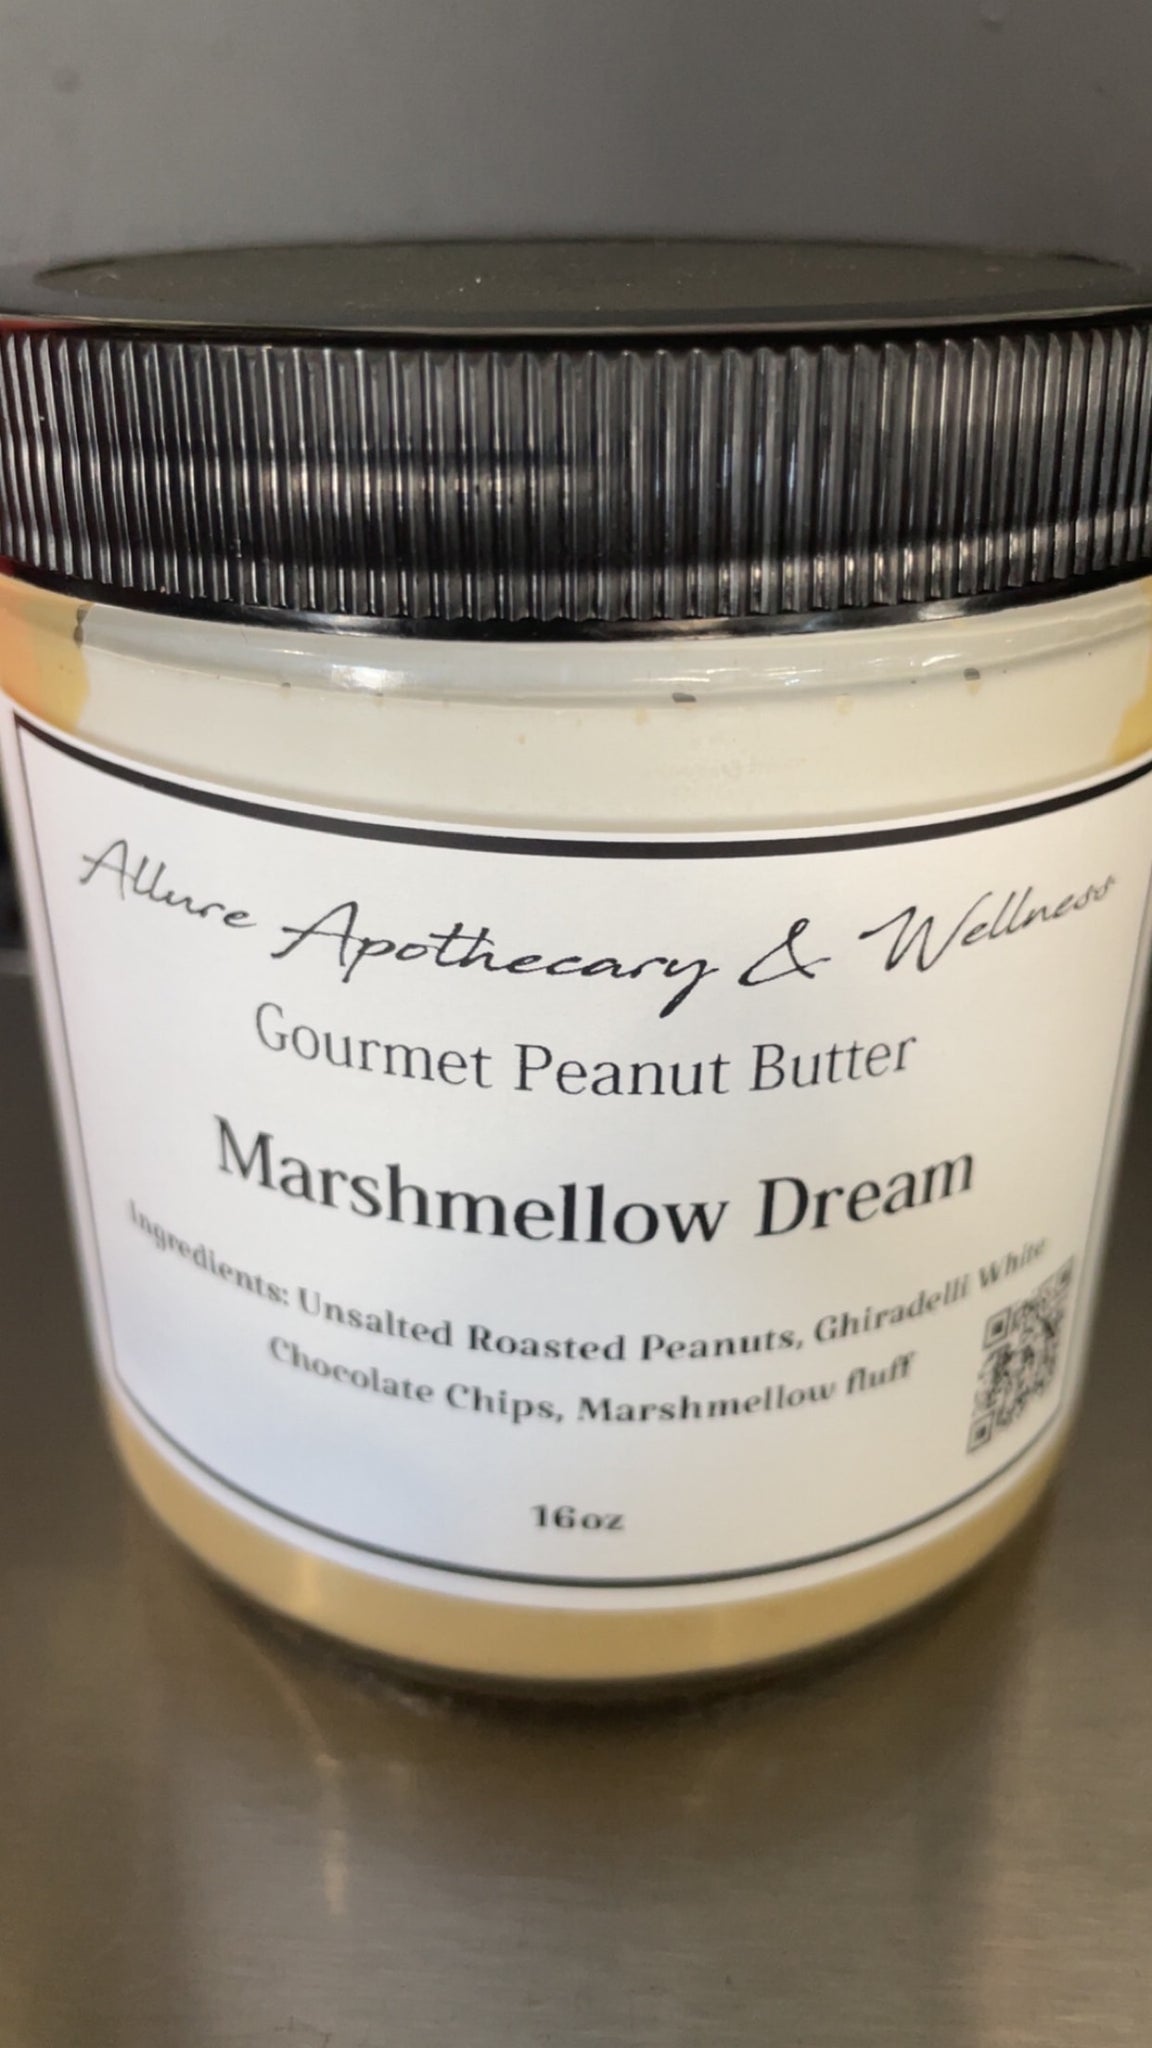 Allure Apothecary & Wellness
Gourmet Peanut Butter
Marshmellow Dream
Ingredients: Unsalted Roasted Peanuts, Ghiradelli White
Chocolate Chips, Marshmellow fluff
16oz